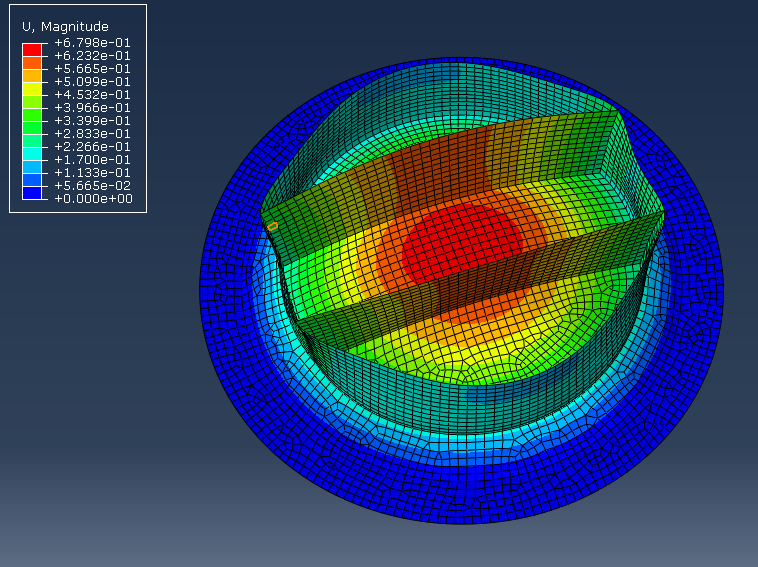 U, Magnitude
+6.798e-01
+6.232e-01
+5.665e-01
+5.099e-01
+4.532e-01
+3.966e-01
+3.399e-01
+2.833e-01
+2.266e-01
+1.700e-01
+1.133e-01
+5.665e-02
+0.000e+00